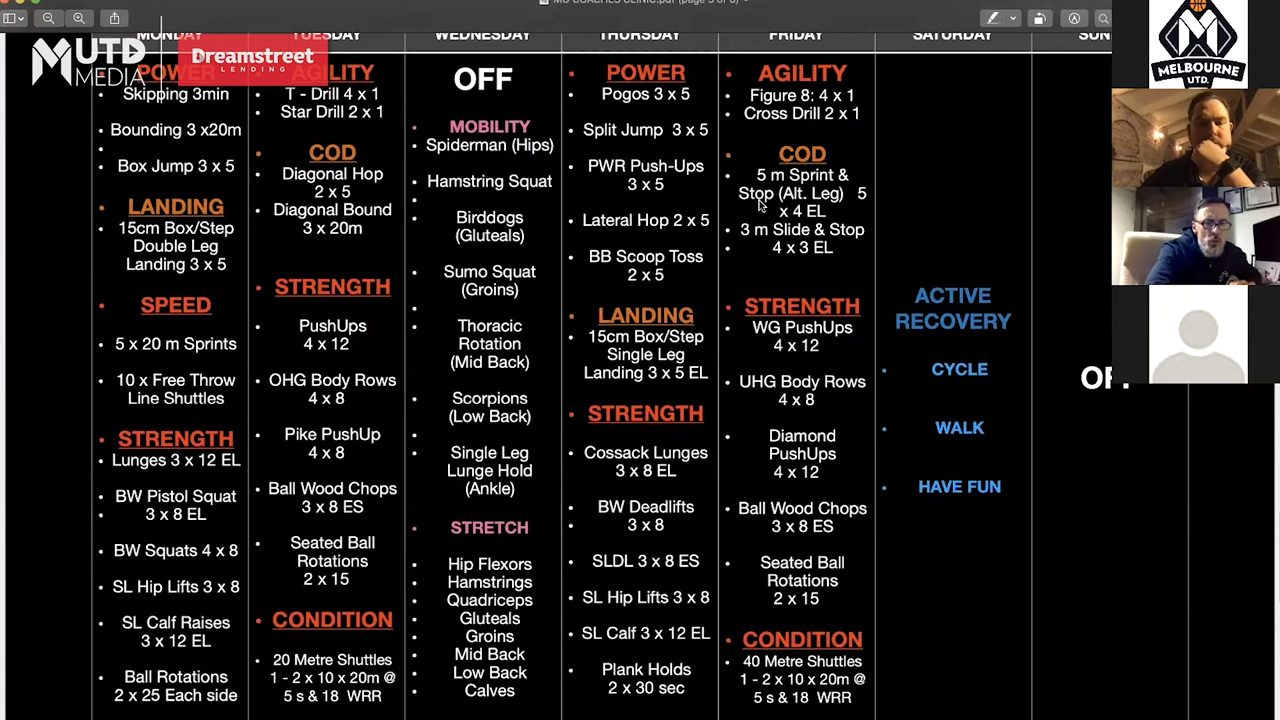 MU COACHES CLINIC.pdf (page 5 of 6)
MUTD
MEDIA
Dreamstreet
LENDING
MELBOURNE
UTD.
MONDAY
POWER
Skipping 3min
Bounding 3 x20m
Box Jump 3 x 5
LANDING
15cm Box/Step
Double Leg
Landing 3 x 5
SPEED
5 x 20 m Sprints
10 x Free Throw
Line Shuttles
STRENGTH
Lunges 3 x 12 EL
BW Pistol Squat
3 x 8 EL
BW Squats 4 x 8
SL Hip Lifts 3 x 8
SL Calf Raises
3 x 12 EL
Ball Rotations
2 x 25 Each side
TUESDAY
AGILITY
T - Drill 4 x 1
Star Drill 2 x 1
COD
Diagonal Hop
2 x 5
Diagonal Bound
3 x 20m
STRENGTH
PushUps
4 x 12
OHG Body Rows
4 x 8
Pike PushUp
4 x 8
Ball Wood Chops
3 x 8 ES
Seated Ball
Rotations
2 x 15
CONDITION
20 Metre Shuttles
1 - 2 x 10 x 20m @
5 s & 18 WRR
WEDNESDAY
OFF
MOBILITY
Spiderman (Hips)
Hamstring Squat
Birddogs
(Gluteals)
Sumo Squat
(Groins)
Thoracic
Rotation
(Mid Back)
Scorpions
(Low Back)
Single Leg
Lunge Hold
(Ankle)
STRETCH
Hip Flexors
Hamstrings
Quadriceps
Gluteals
Groins
Mid Back
Low Back
Calves
THURSDAY
POWER
Pogos 3 x 5
Split Jump 3 x 5
PWR Push-Ups
3 x 5
Lateral Hop 2 x 5
BB Scoop Toss
2 x 5
LANDING
15cm Box/Step
Single Leg
Landing 3 x 5 EL
STRENGTH
Cossack Lunges
3 x 8 EL
BW Deadlifts
3 x 8
SLDL 3 x 8 ES
SL Hip Lifts 3 x 8
SL Calf 3 x 12 EL
Plank Holds
2 x 30 sec
FRIDAY
AGILITY
Figure 8: 4 x 1
Cross Drill 2 x 1
COD
5 m Sprint &
Stop (Alt. Leg) 5
x 4 EL
3 m Slide & Stop
4 x 3 EL
STRENGTH
WG PushUps
4 x 12
UHG Body Rows
4 x 8
Diamond
PushUps
4 x 12
Ball Wood Chops
3 x 8 ES
Seated Ball
Rotations
2 x 15
CONDITION
40 Metre Shuttles
1 - 2 x 10 x 20m @
5 s & 18 WRR
SATURDAY
ACTIVE
RECOVERY
CYCLE
WALK
HAVE FUN
SUN
OFF